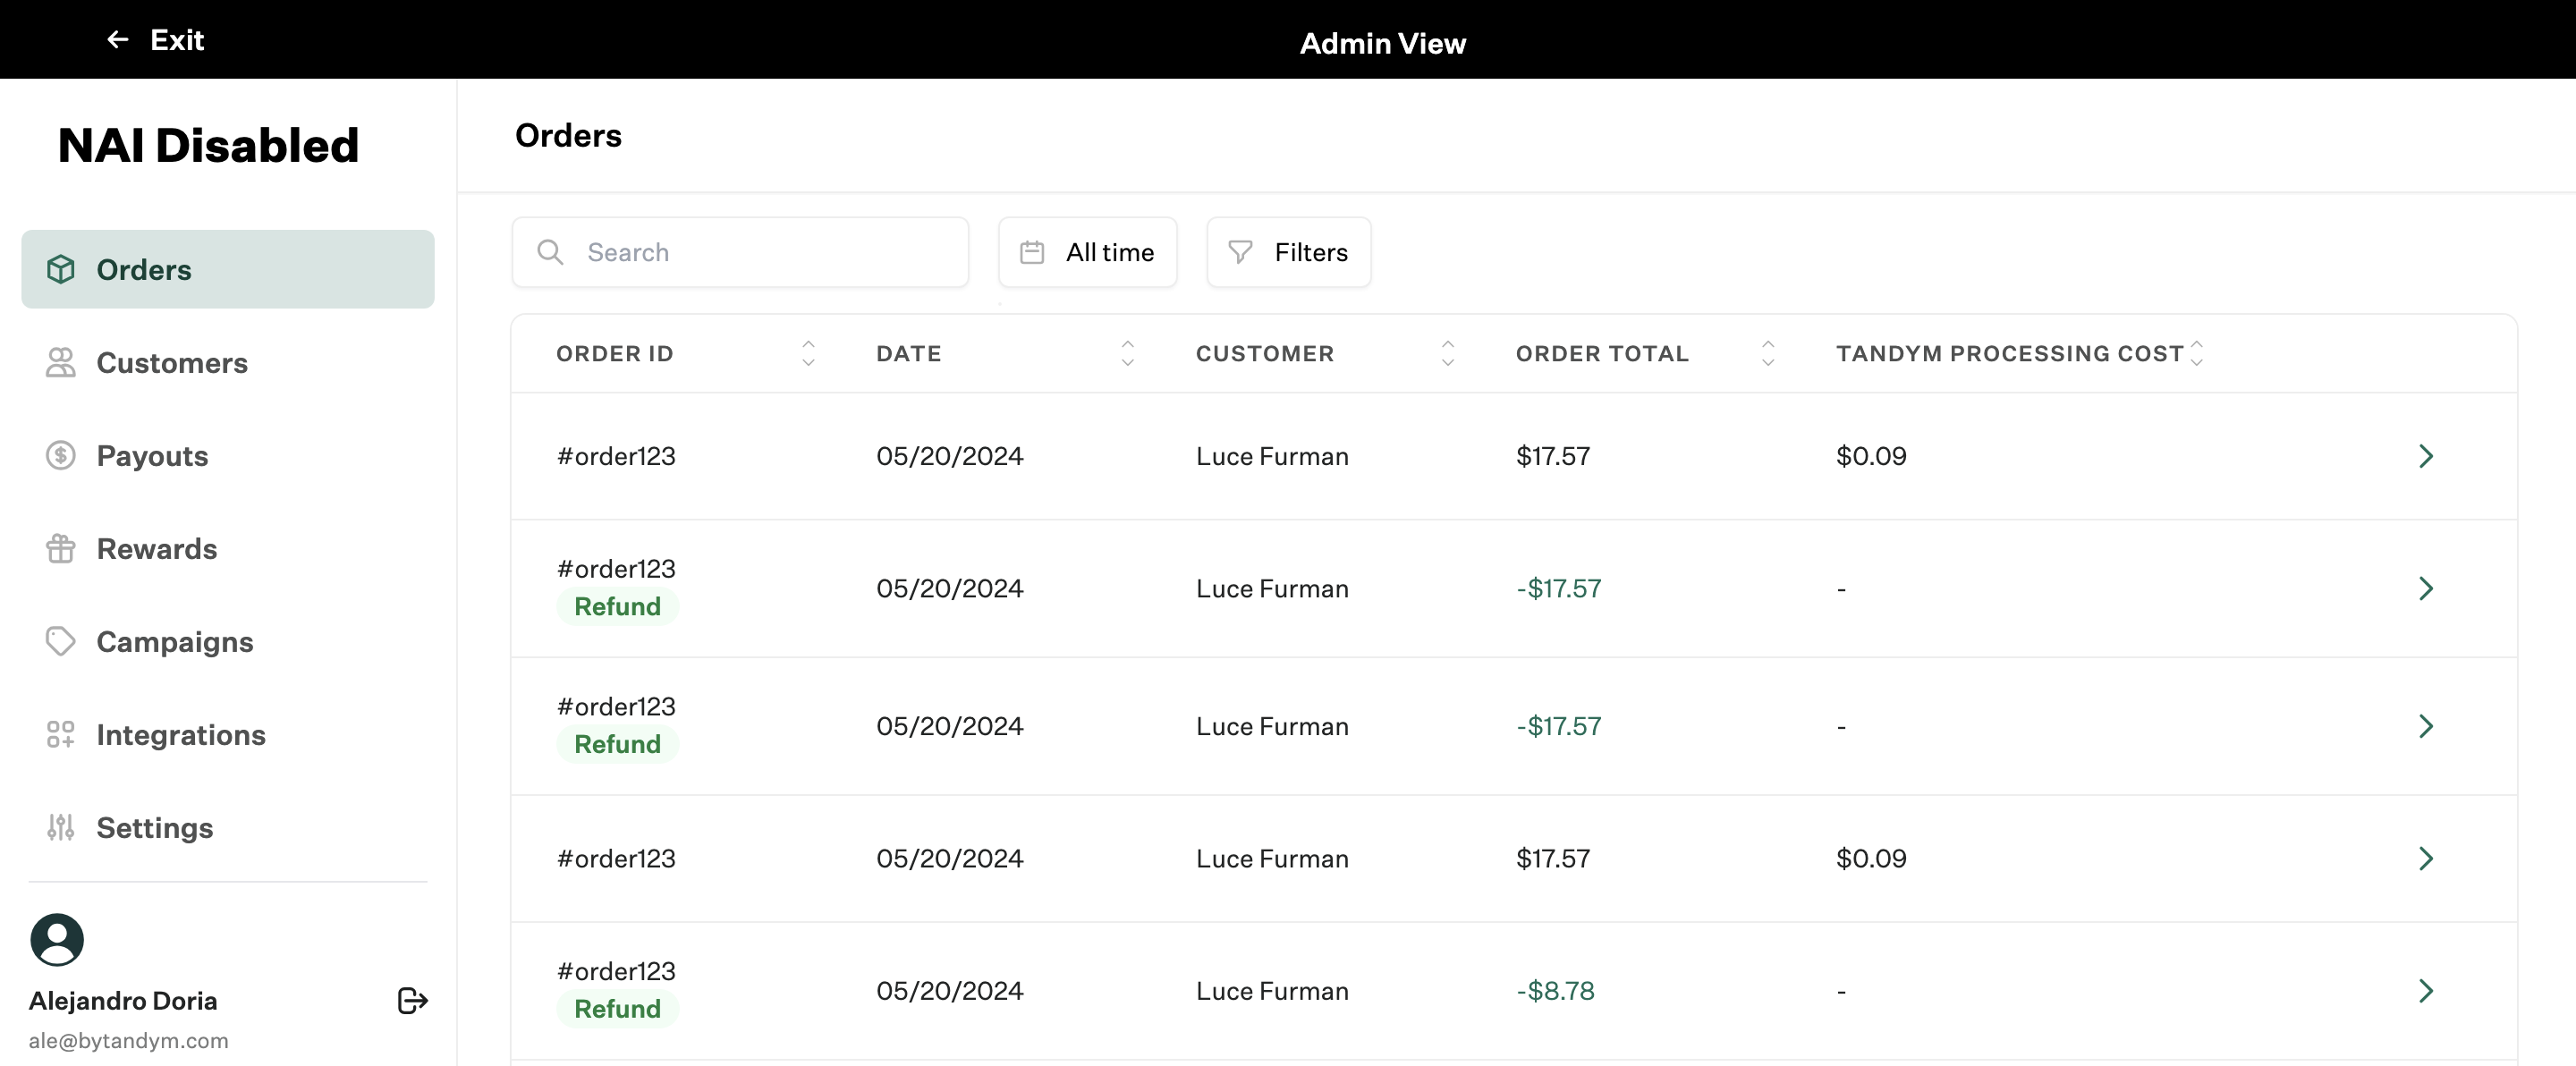 Exit
Admin View
NAI Disabled
Orders
Customers
Payouts
Rewards
Campaigns
Integrations
Settings
Alejandro Doria
ale@bytandym.com
Orders
Search All time Filters
ORDER ID DATE CUSTOMER ORDER TOTAL TANDYM PROCESSING COST
#order123 05/20/2024 Luce Furman $17.57 $0.09
#order123 05/20/2024 Luce Furman -$17.57 -
Refund
#order123 05/20/2024 Luce Furman -$17.57 -
Refund
#order123 05/20/2024 Luce Furman $17.57 $0.09
#order123 05/20/2024 Luce Furman -$8.78 -
Refund